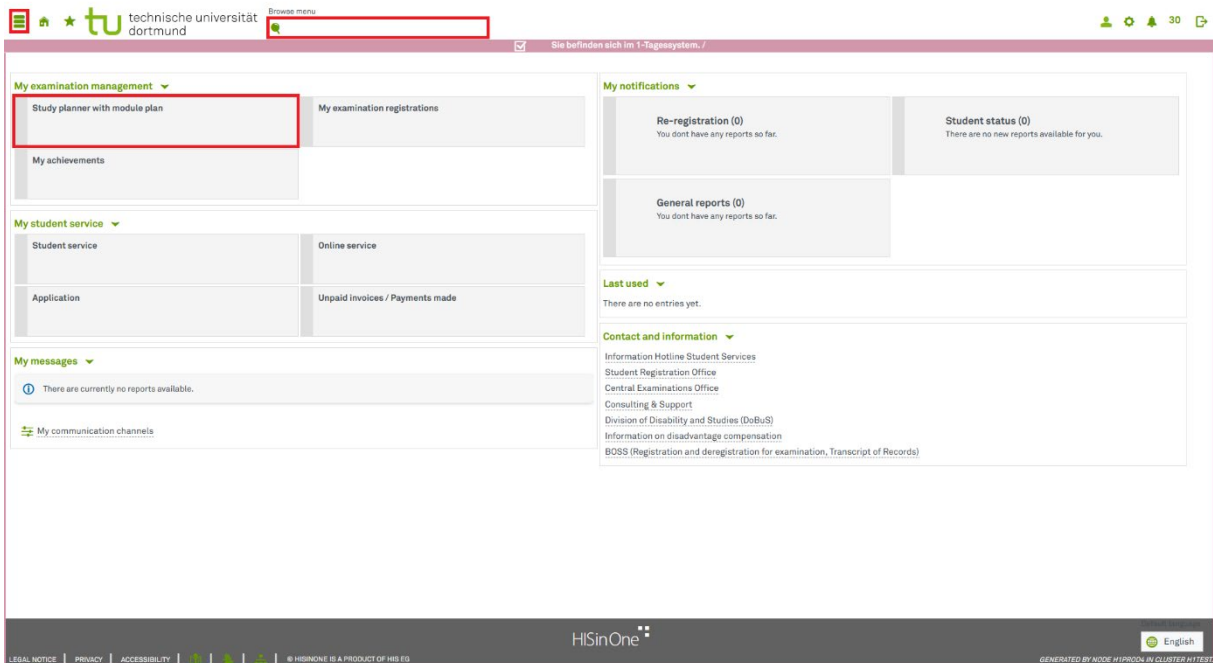 Browse menu
technische universität
dortmund
30
Sie befinden sich im 1-Tagessystem. /
My examination management
Study planner with module plan
My examination registrations
My achievements
My student service
Student service
Online service
Application
Unpaid invoices / Payments made
My messages
There are currently no reports available.
My communication channels
My notifications
Re-registration (0)
You dont have any reports so far.
Student status (0)
There are no new reports available for you.
General reports (0)
You dont have any reports so far.
Last used
There are no entries yet.
Contact and information
Information Hotline Student Services
Student Registration Office
Central Examinations Office
Consulting & Support
Division of Disability and Studies (DoBuS)
Information on disadvantage compensation
BOSS (Registration and deregistration for examination, Transcript of Records)
HISinOne
Default language
English
LEGAL NOTICE | PRIVACY | ACCESSIBILITY | © HISINONE IS A PRODUCT OF HIS EG
GENERATED BY NODE H1PROD4 IN CLUSTER H1TEST